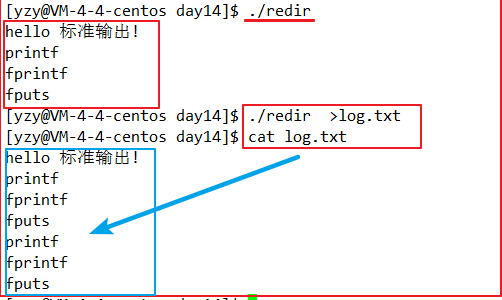 [yzy@VM-4-4-centos day14]$ ./redir
hello 标准输出!
printf
fprintf
fputs
[yzy@VM-4-4-centos day14]$ ./redir  >log.txt
[yzy@VM-4-4-centos day14]$ cat log.txt
hello 标准输出!
printf
fprintf
fputs
printf
fprintf
fputs